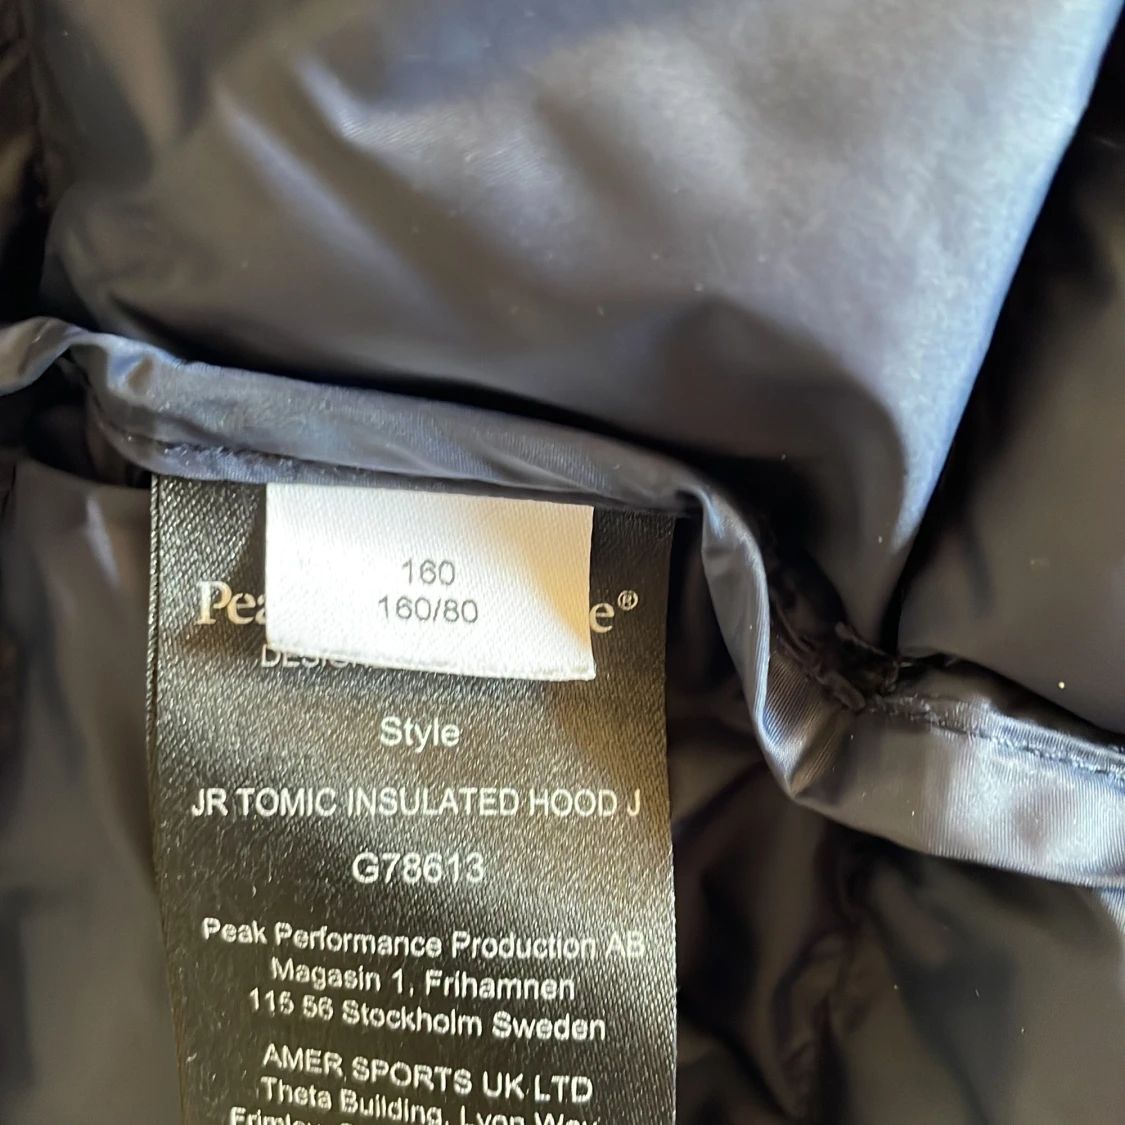 160
160/80
Style
JR TOMIC INSULATED HOOD J
G78613
Peak Performance Production AB
Magasin 1, Frihamnen
115 56 Stockholm Sweden
AMER SPORTS UK LTD
Theta Building, Lyon Way